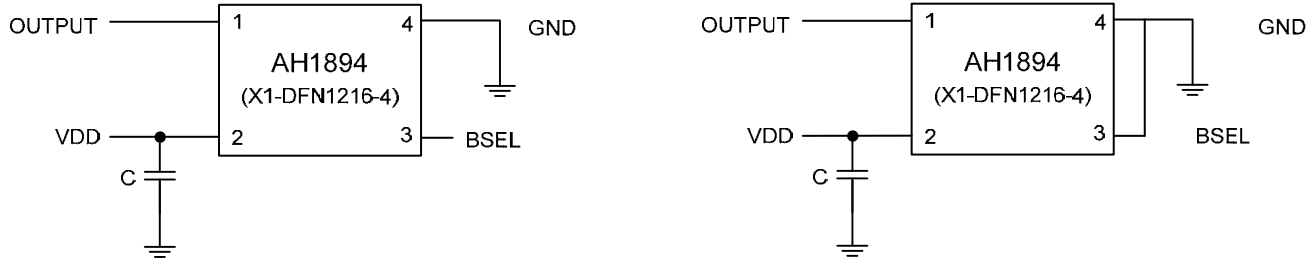 OUTPUT 1 4 GND
AH1894
(X1-DFN1216-4)
VDD 2 3 BSEL
C
OUTPUT 1 4 GND
AH1894
(X1-DFN1216-4)
VDD 2 3 BSEL
C